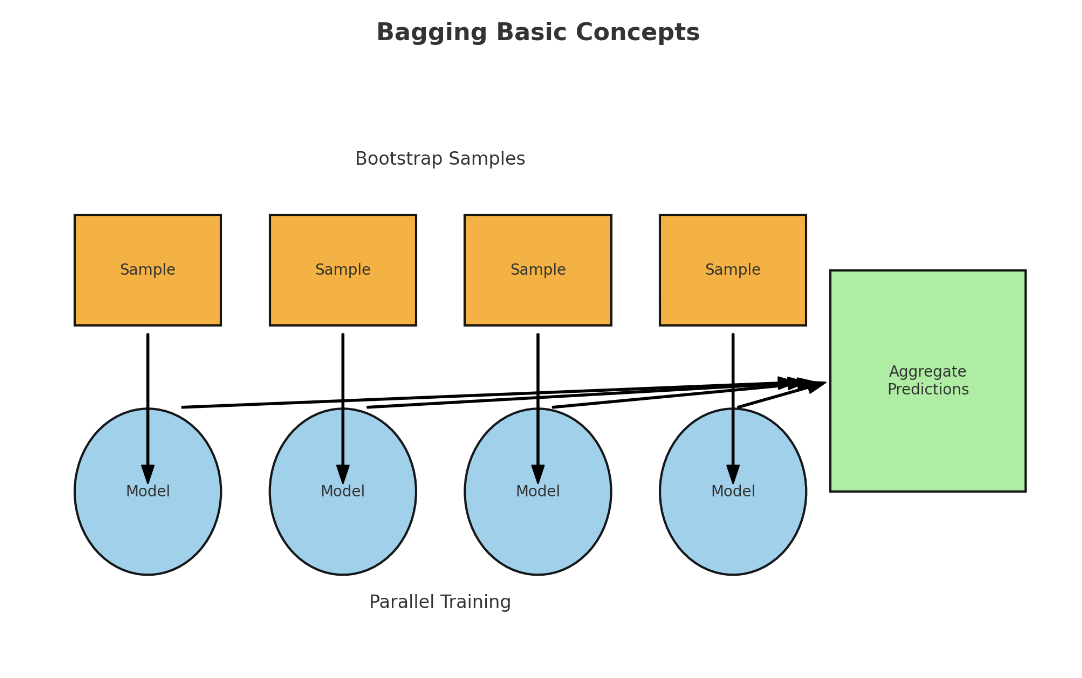 Bagging Basic Concepts
Bootstrap Samples
Sample
Sample
Sample
Sample
Aggregate
Predictions
Model
Model
Model
Model
Parallel Training